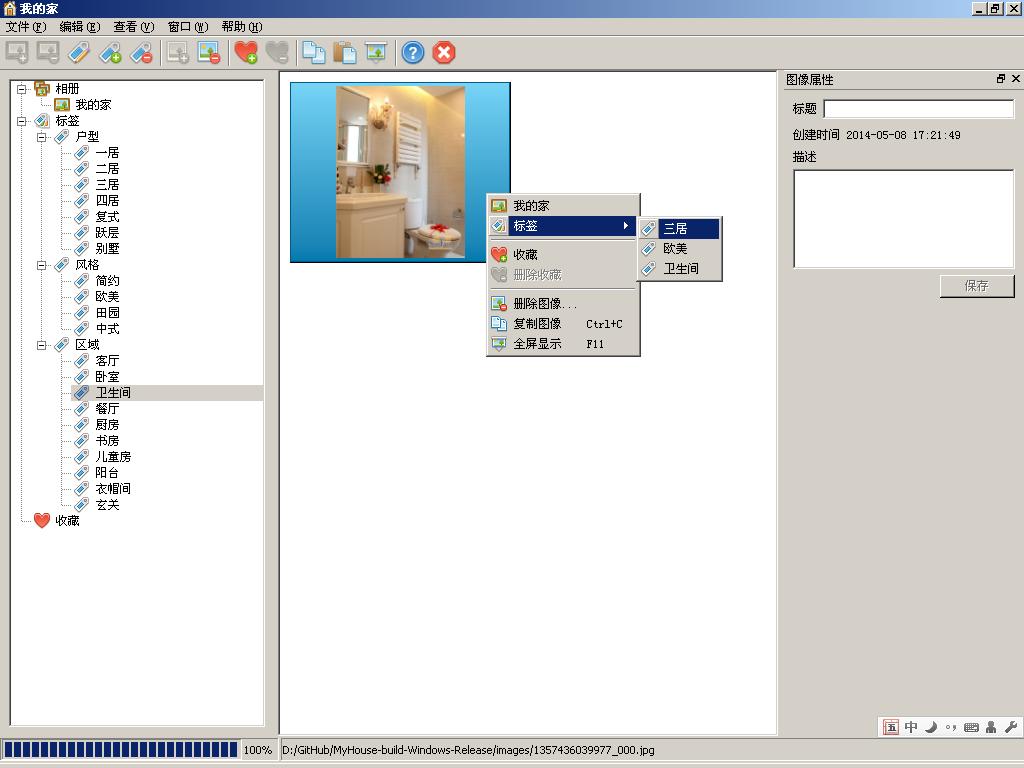 我的家
文件(F) 编辑(E) 查看(V) 窗口(W) 帮助(H)
相册
我的家
标签
户型
一居
二居
三居
四居
复式
跃层
别墅
风格
简约
欧美
田园
中式
区域
客厅
卧室
卫生间
餐厅
厨房
书房
儿童房
阳台
衣帽间
玄关
收藏
我的家
标签
收藏
删除收藏
删除图像...
复制图像 Ctrl+C
全屏显示 F11
三居
欧美
卫生间
图像属性
标题
创建时间 2014-05-08 17:21:49
描述
保存
五 中
100% D:/GitHub/MyHouse-build-Windows-Release/images/1357436039977_000.jpg